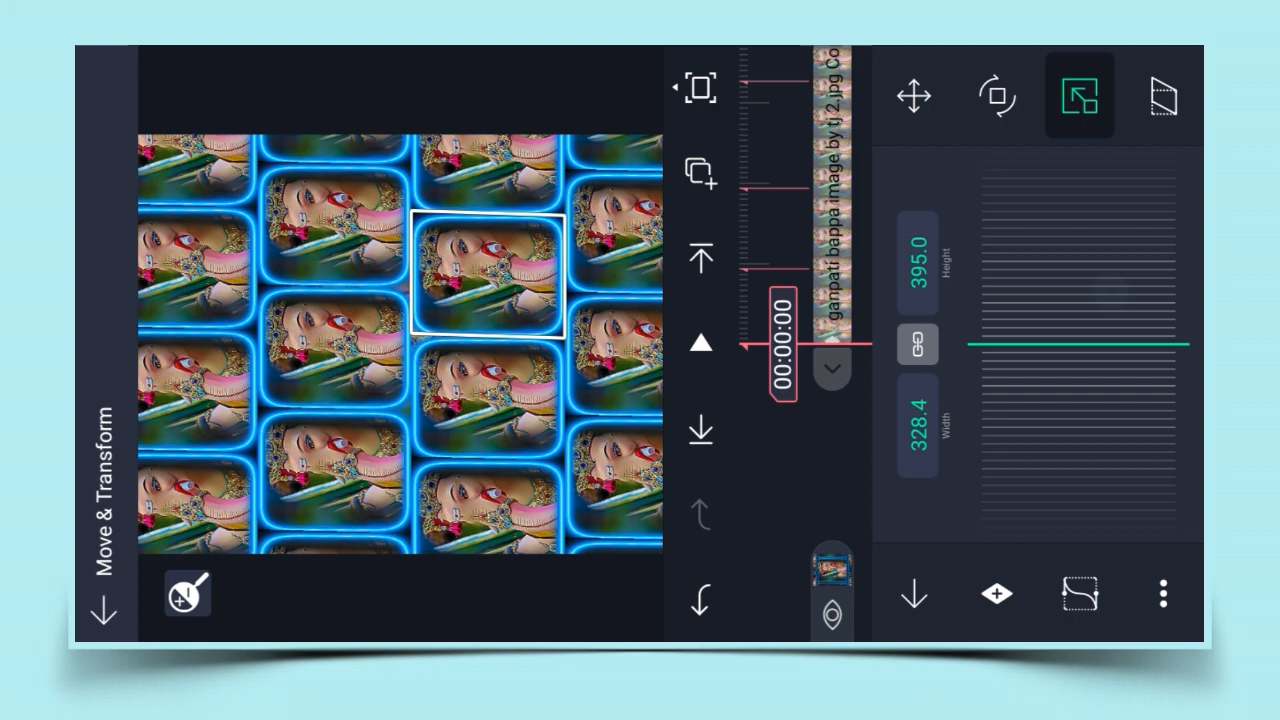 Move & Transform
00:00:00
ganpati bappa image by tj 2.jpg Co
328.4
Width
395.0
Height